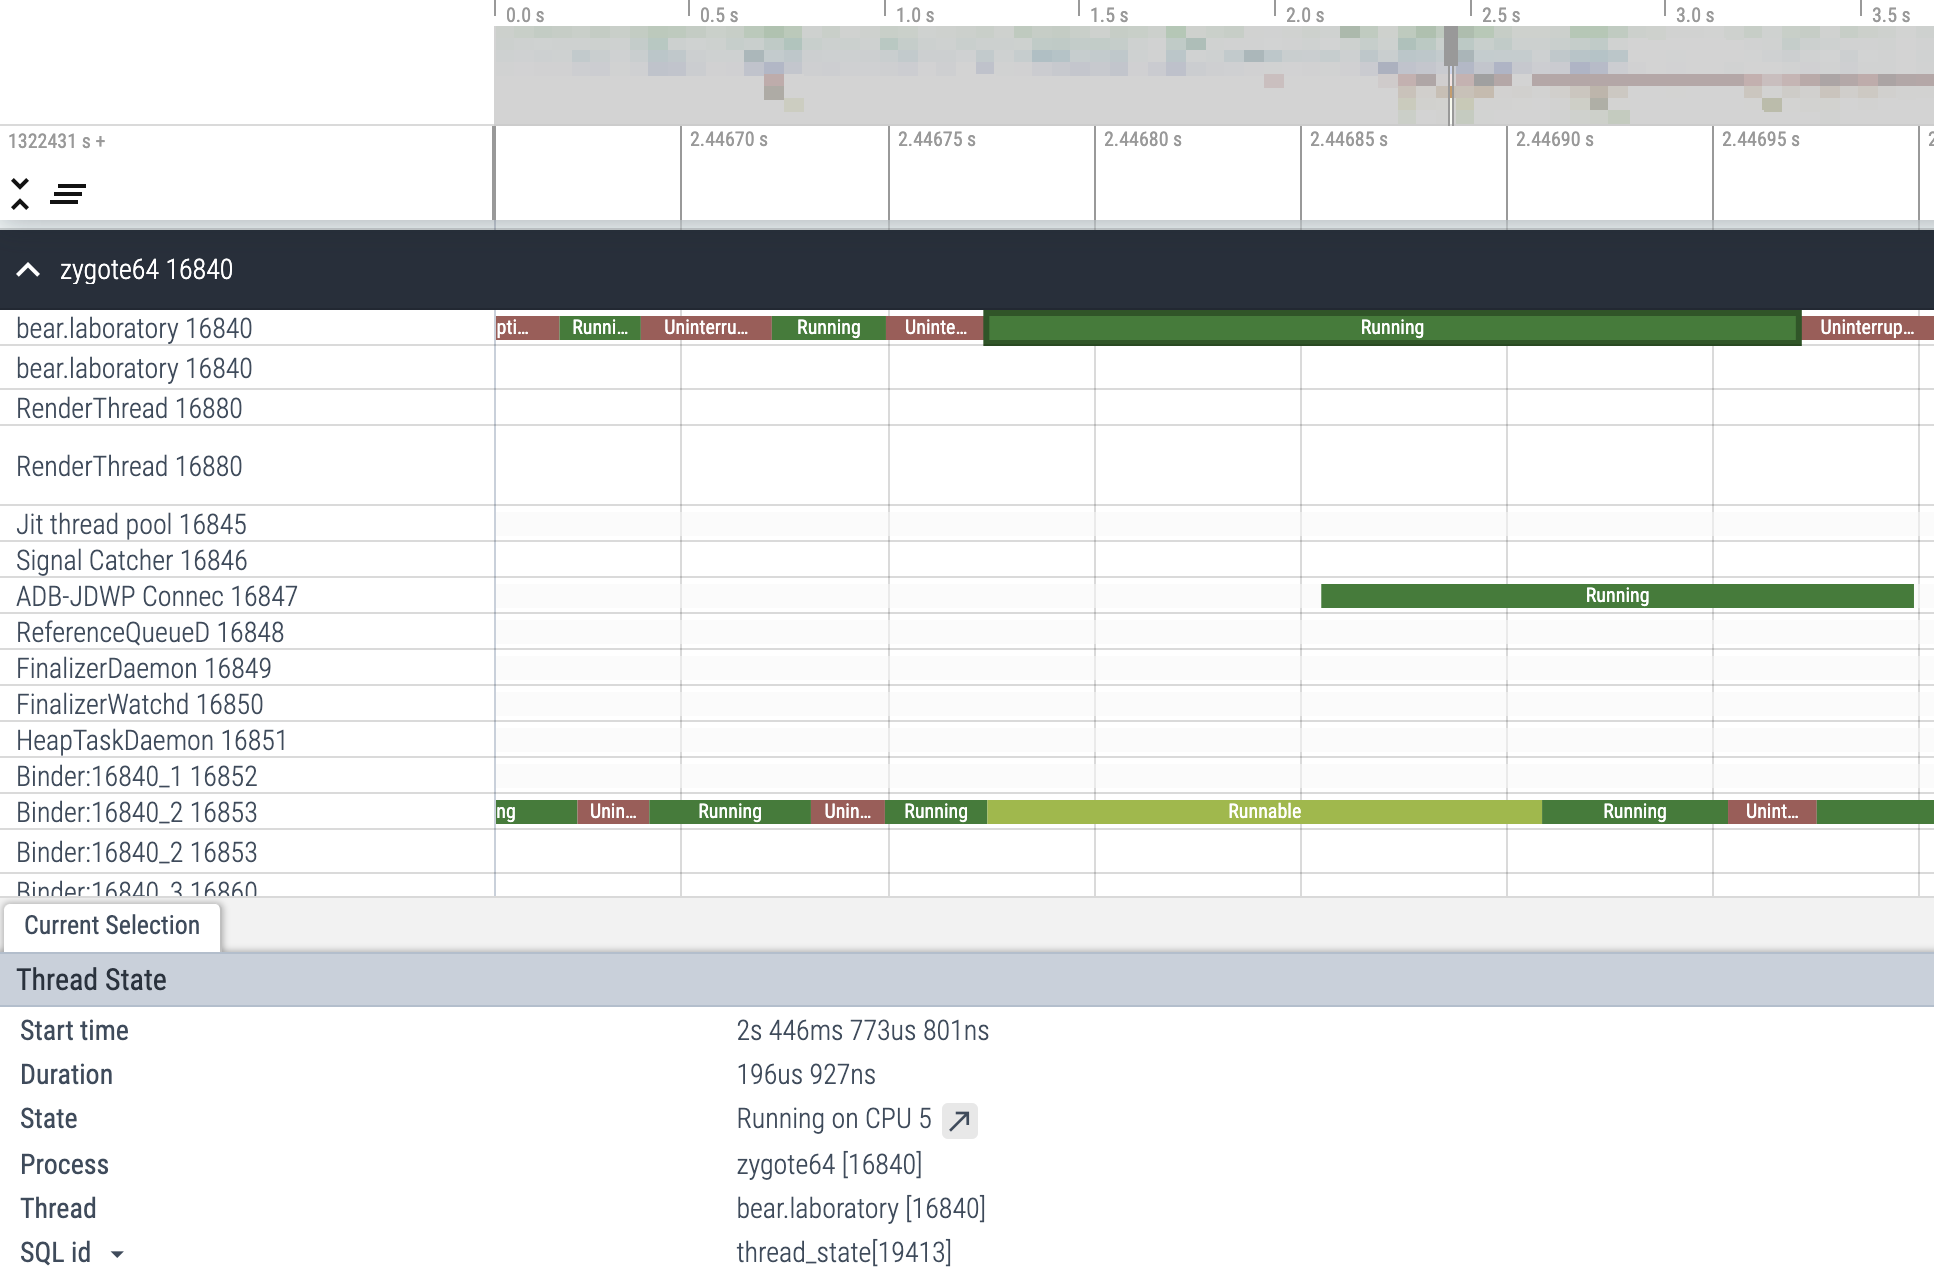 0.0 s 0.5 s 1.0 s 1.5 s 2.0 s 2.5 s 3.0 s 3.5 s
1322431 s + 2.44670 s 2.44675 s 2.44680 s 2.44685 s 2.44690 s 2.44695 s 2
zygote64 16840
bear.laboratory 16840 pti... Runni... Uninterru... Running Uninte... Running Uninterrup...
bear.laboratory 16840
RenderThread 16880
RenderThread 16880
Jit thread pool 16845
Signal Catcher 16846
ADB-JDWP Connec 16847 Running
ReferenceQueueD 16848
FinalizerDaemon 16849
FinalizerWatchd 16850
HeapTaskDaemon 16851
Binder:16840_1 16852
Binder:16840_2 16853 ng Unin... Running Unin... Running Runnable Running Unint...
Binder:16840_2 16853
Binder:16840_3 16860
Current Selection
Thread State
Start time 2s 446ms 773us 801ns
Duration 196us 927ns
State Running on CPU 5
Process zygote64 [16840]
Thread bear.laboratory [16840]
SQL id thread_state[19413]